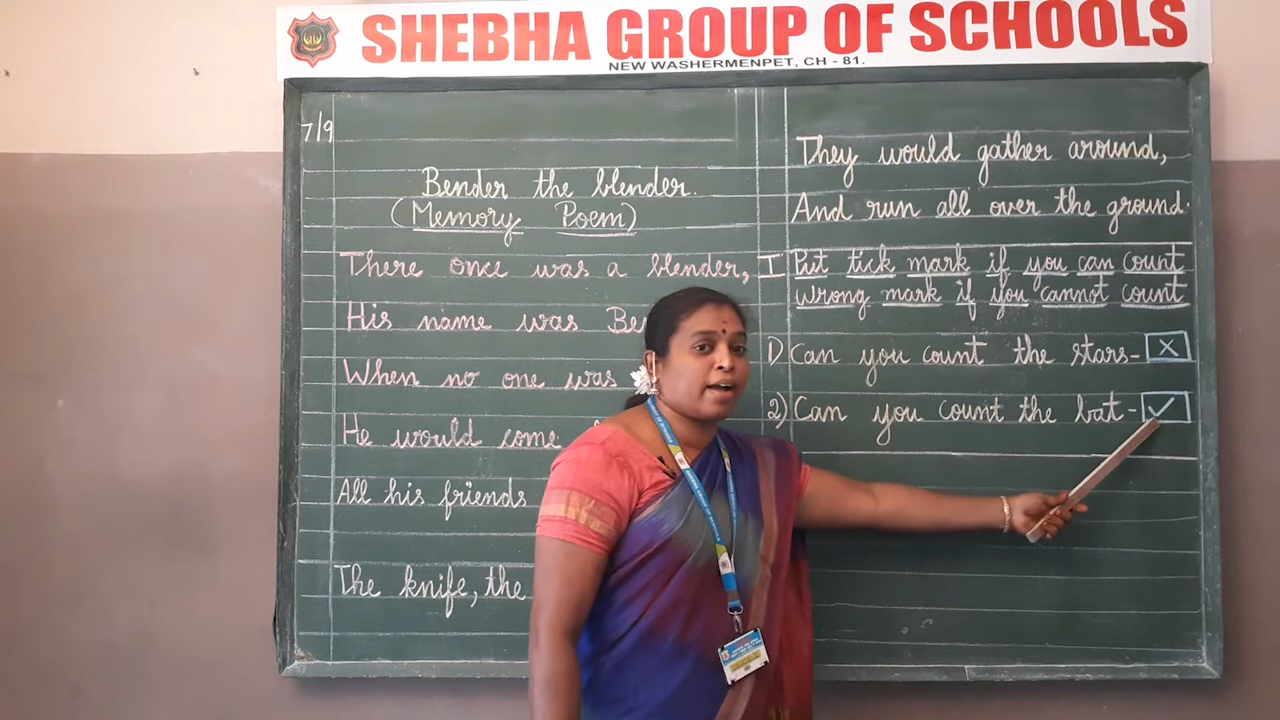 SHEBHA GROUP OF SCHOOLS
NEW WASHERMENPET, CH - 81.
7/9
Bender the blender.
(Memory Poem)
There once was a blender,
His name was Be
When no one was
He would come
All his friends
The knife, the
They would gather around,
And run all over the ground.
I Put tick mark if you can count
wrong mark if you cannot count
1) Can you count the stars- ×
2) Can you count the bat- ✓